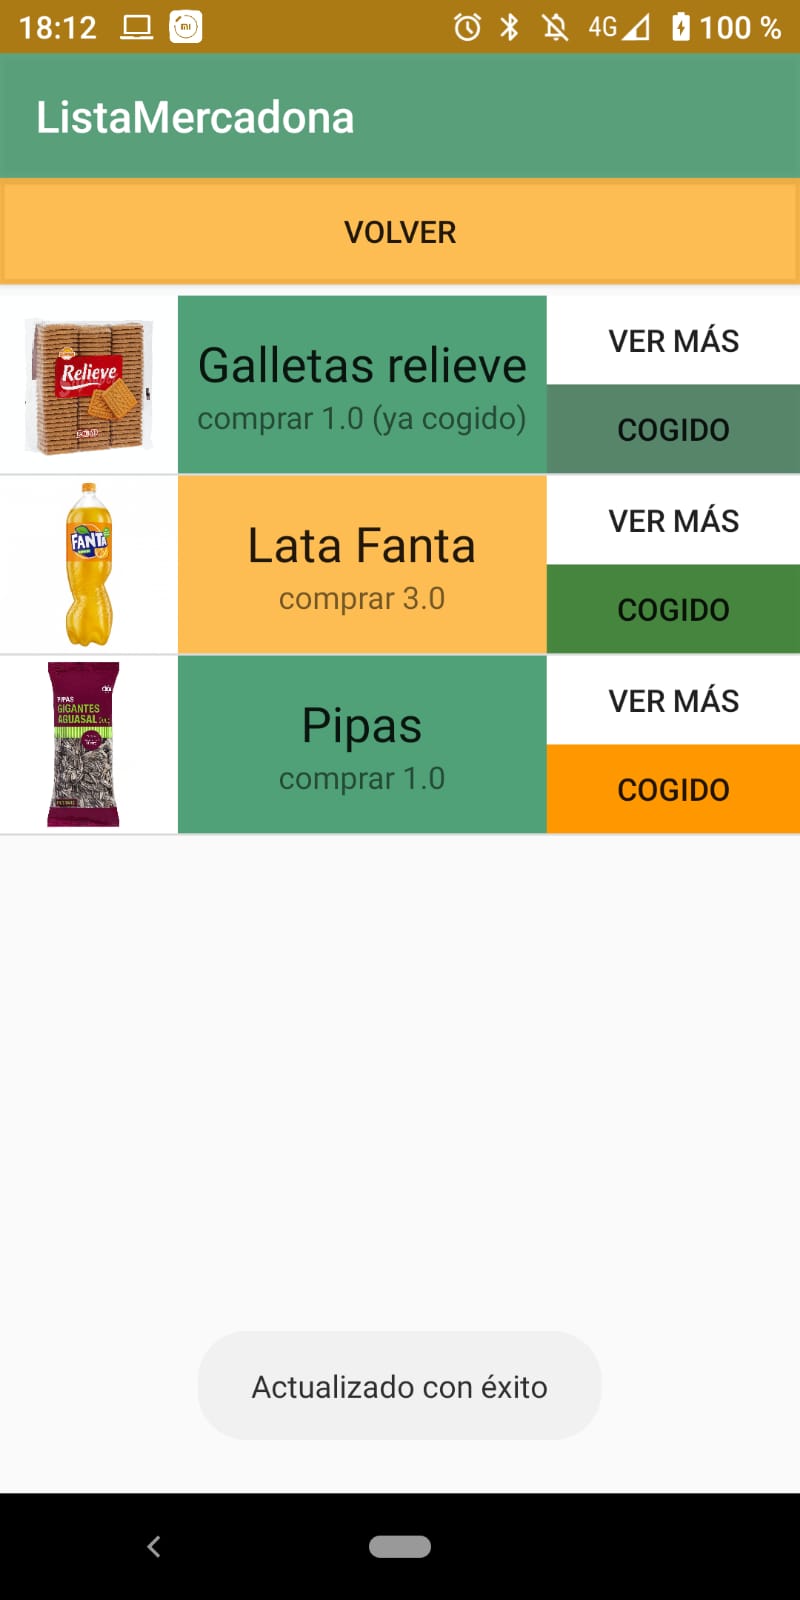 18:12
4G
100 %
ListaMercadona
VOLVER
Relieve
Galletas relieve
comprar 1.0 (ya cogido)
VER MÁS
COGIDO
FANTA
Lata Fanta
comprar 3.0
VER MÁS
COGIDO
PIPAS
GIGANTES
AGUASAL
Pipas
comprar 1.0
VER MÁS
COGIDO
Actualizado con éxito